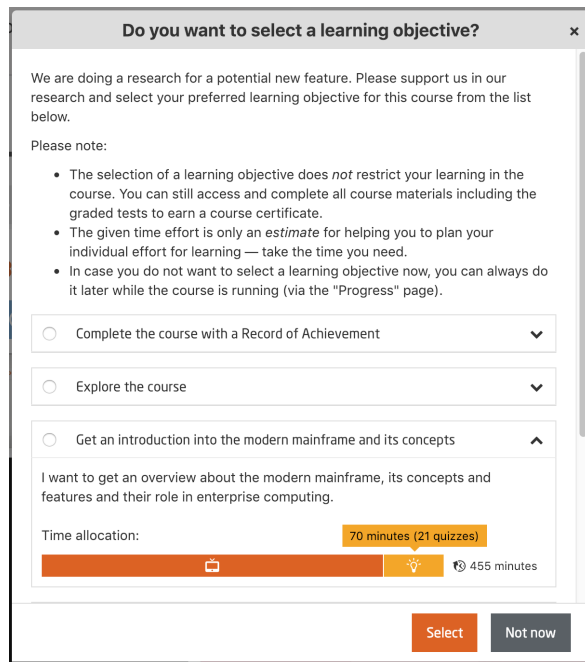 Do you want to select a learning objective? ×
We are doing a research for a potential new feature. Please support us in our
research and select your preferred learning objective for this course from the list
below.
Please note:
• The selection of a learning objective does not restrict your learning in the
course. You can still access and complete all course materials including the
graded tests to earn a course certificate.
• The given time effort is only an estimate for helping you to plan your
individual effort for learning — take the time you need.
• In case you do not want to select a learning objective now, you can always do
it later while the course is running (via the "Progress" page).
Complete the course with a Record of Achievement
Explore the course
Get an introduction into the modern mainframe and its concepts
I want to get an overview about the modern mainframe, its concepts and
features and their role in enterprise computing.
Time allocation:
70 minutes (21 quizzes)
455 minutes
Select
Not now